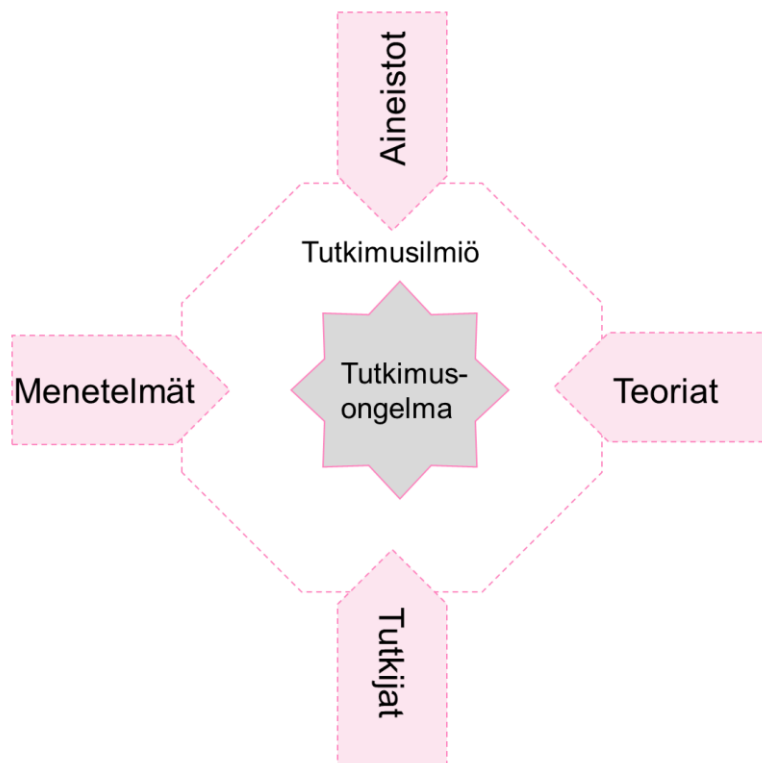 Aineistot
Tutkimusilmiö
Menetelmät
Tutkimus-
ongelma
Teoriat
Tutkijat